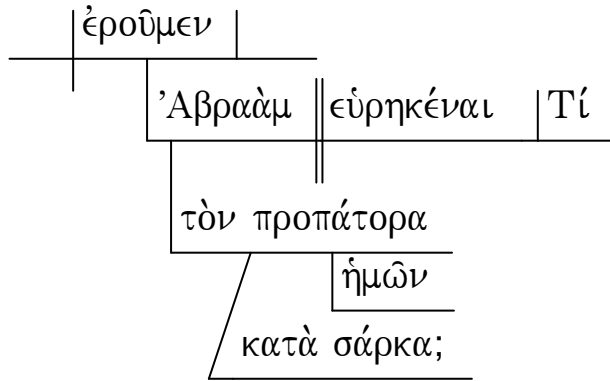 ἐροῦμεν
Ἀβραὰμ εὑρηκέναι Τί
τὸν προπάτορα
ἡμῶν
κατὰ σάρκα;